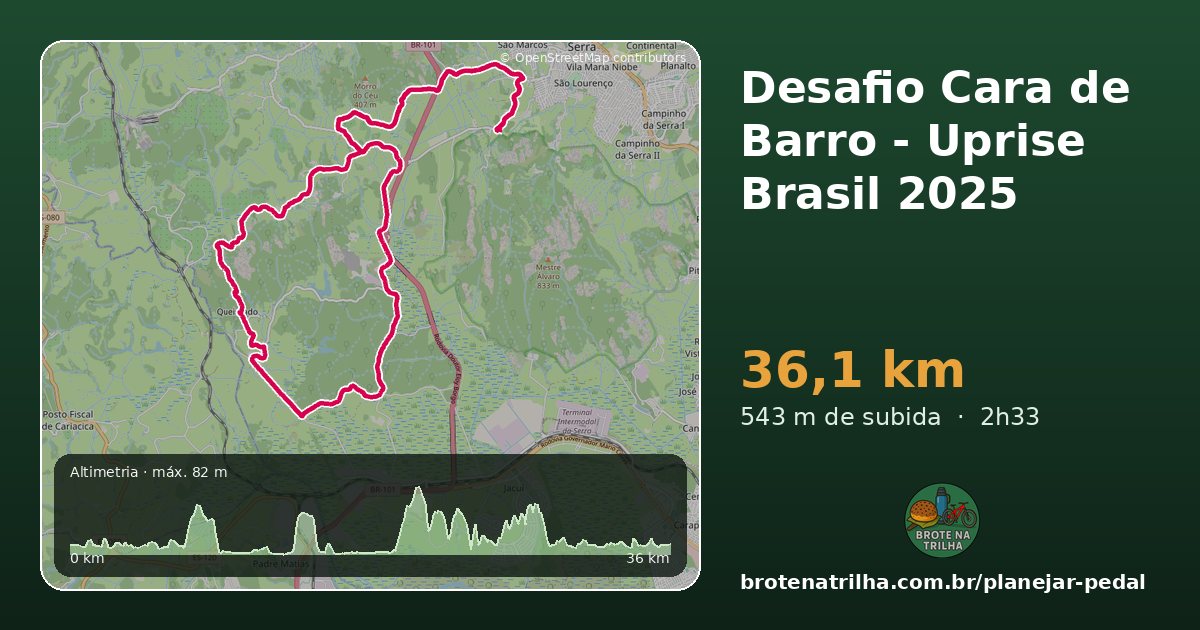 BR-101
São Marcos
Serra
Continental
© OpenStreetMap contributors
Vila Maria Niobe
Planalto
São Lourenço
Morro
do Céu
407 m
Campinho
da Serra I
Campinho
da Serra II
Mestre
Álvaro
833 m
Queimado
Posto Fiscal
de Cariacica
Terminal
Intermodal
da Serra
BR-101
Jacuí
Padre Matias
Altimetria · máx. 82 m
0 km
36 km
Desafio Cara de
Barro - Uprise
Brasil 2025
36,1 km
543 m de subida · 2h33
BROTE NA
TRILHA
brotenatrilha.com.br/planejar-pedal